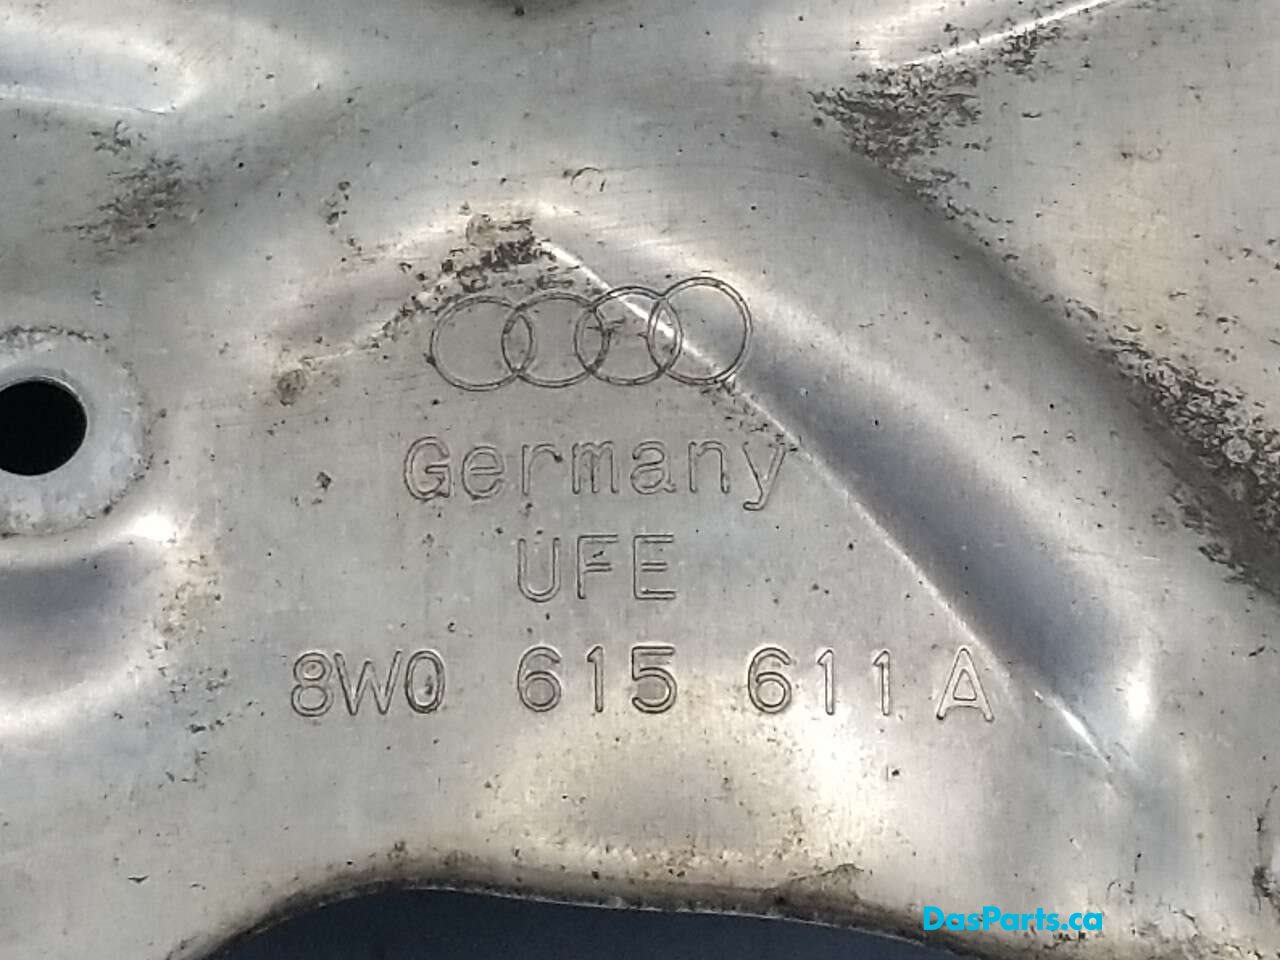 Germany
UFE
8W0 615 611 A
DasParts.ca